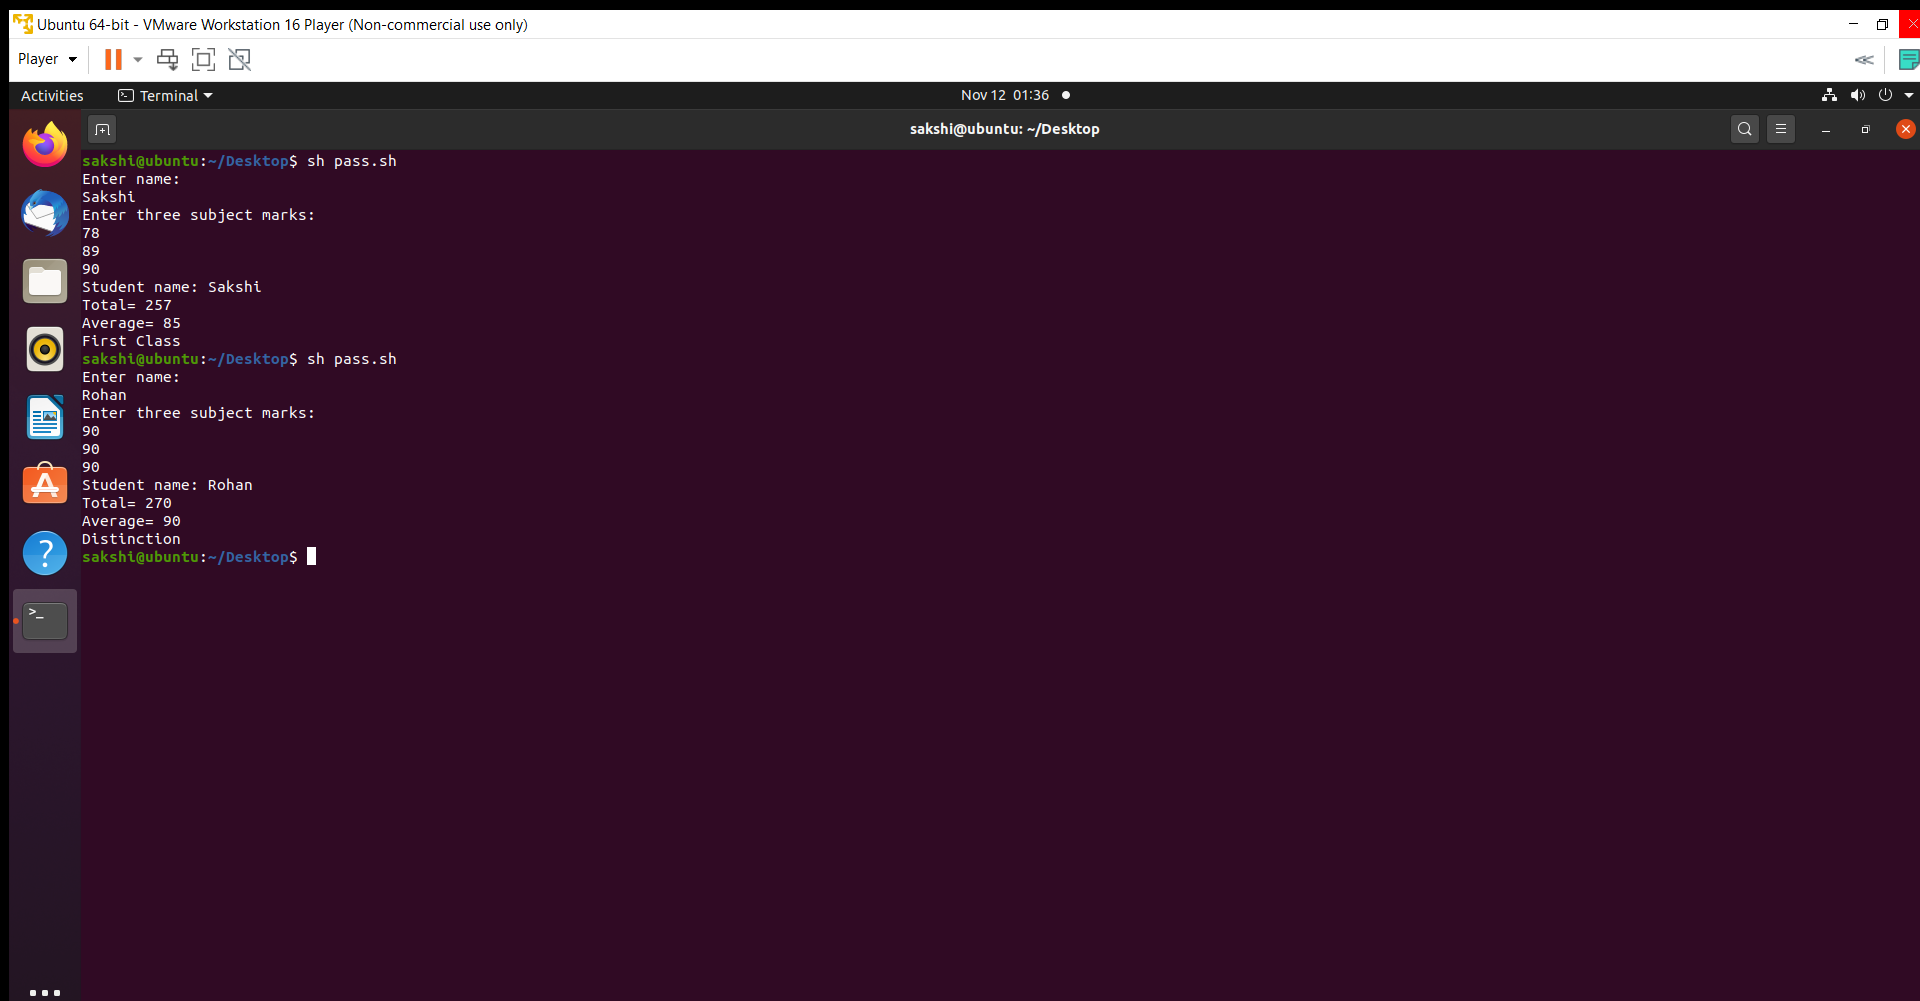 Ubuntu 64-bit - VMware Workstation 16 Player (Non-commercial use only)
Player
Activities
Terminal
Nov 12 01:36
sakshi@ubuntu: ~/Desktop
sakshi@ubuntu:~/Desktop$ sh pass.sh
Enter name:
Sakshi
Enter three subject marks:
78
89
90
Student name: Sakshi
Total= 257
Average= 85
First Class
sakshi@ubuntu:~/Desktop$ sh pass.sh
Enter name:
Rohan
Enter three subject marks:
90
90
90
Student name: Rohan
Total= 270
Average= 90
Distinction
sakshi@ubuntu:~/Desktop$